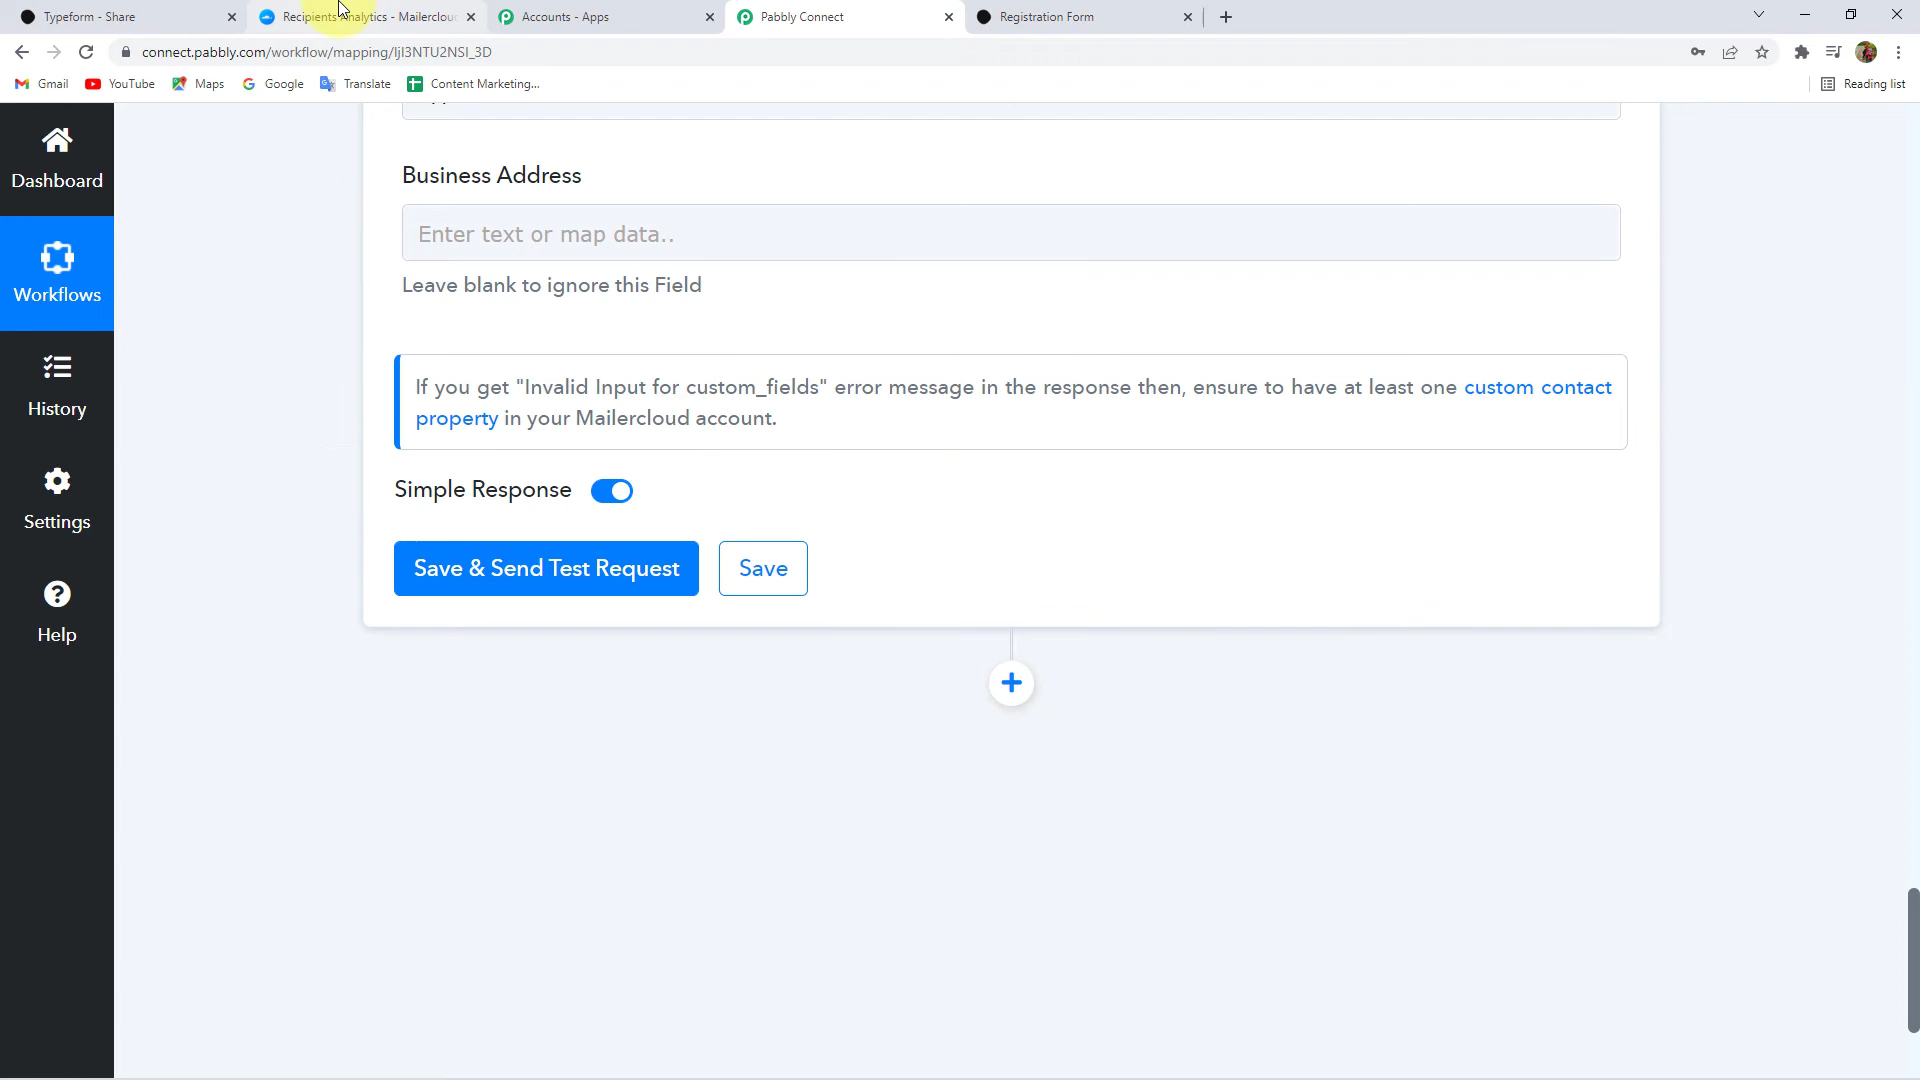 Typeform - Share
Recipients Analytics - Mailerclou
Accounts - Apps
Pabbly Connect
Registration Form
connect.pabbly.com/workflow/mapping/IjI3NTU2NSI_3D
Gmail
YouTube
Maps
Google
Translate
Content Marketing...
Reading list
Dashboard
Workflows
History
Settings
Help
Business Address
Enter text or map data..
Leave blank to ignore this Field
If you get "Invalid Input for custom_fields" error message in the response then, ensure to have at least one custom contact
property in your Mailercloud account.
Simple Response
Save & Send Test Request
Save